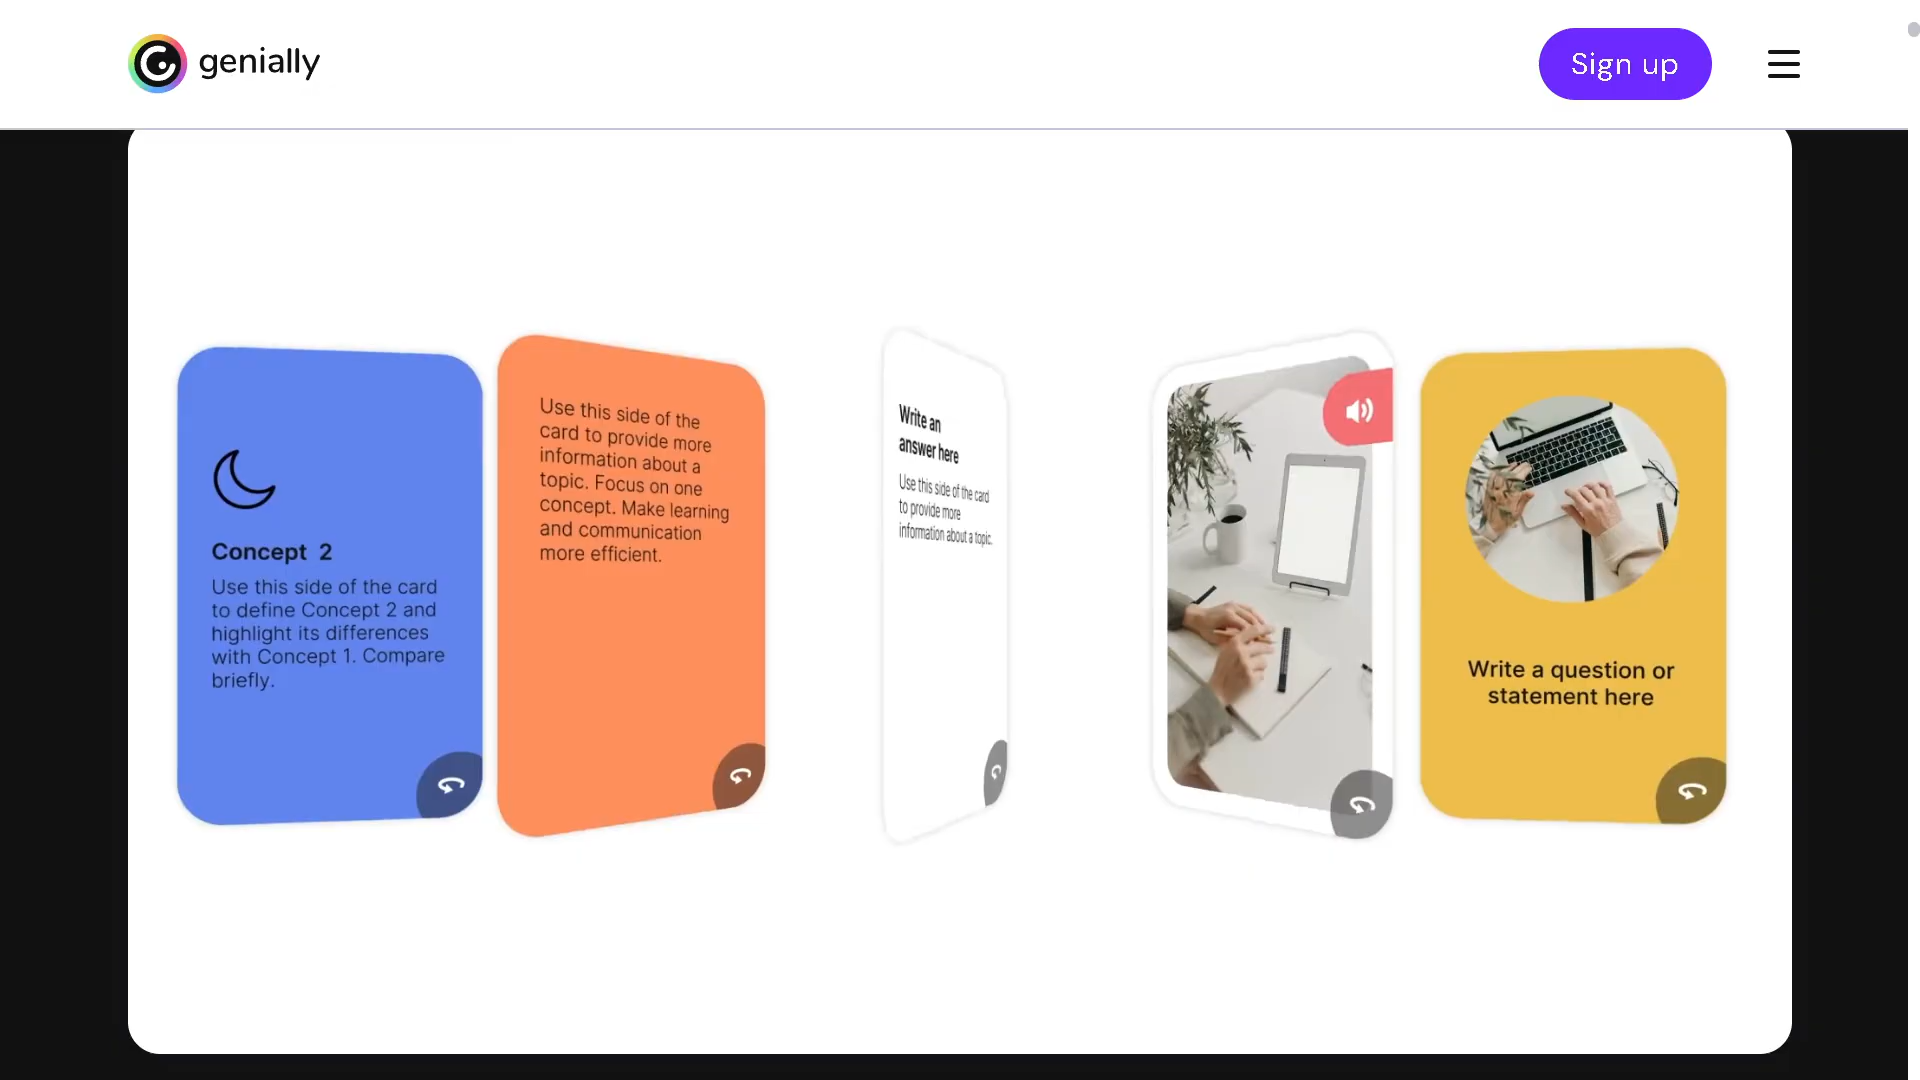 genially
Sign up
Concept 2
Use this side of the card
to define Concept 2 and
highlight its differences
with Concept 1. Compare
briefly.
Use this side of the
card to provide more
information about a
topic. Focus on one
concept. Make learning
and communication
more efficient.
Write an
answer here
Use this side of the card
to provide more
information about a topic.
Write a question or
statement here